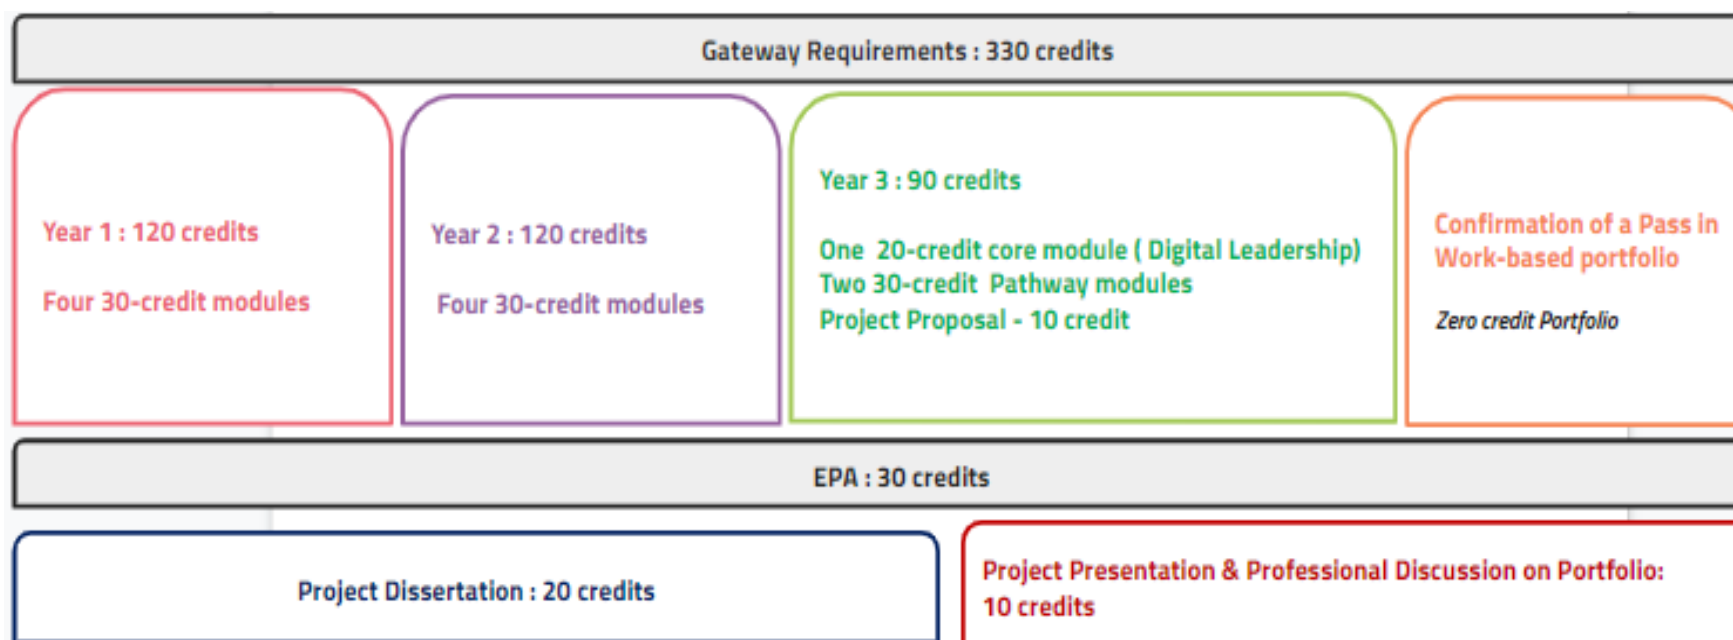 Gateway Requirements : 330 credits
Year 1 : 120 credits
Four 30-credit modules
Year 2 : 120 credits
Four 30-credit modules
Year 3 : 90 credits
One  20-credit core module ( Digital Leadership)
Two 30-credit  Pathway modules
Project Proposal - 10 credit
Confirmation of a Pass in
Work-based portfolio
Zero credit Portfolio
EPA : 30 credits
Project Dissertation : 20 credits
Project Presentation & Professional Discussion on Portfolio:
10 credits